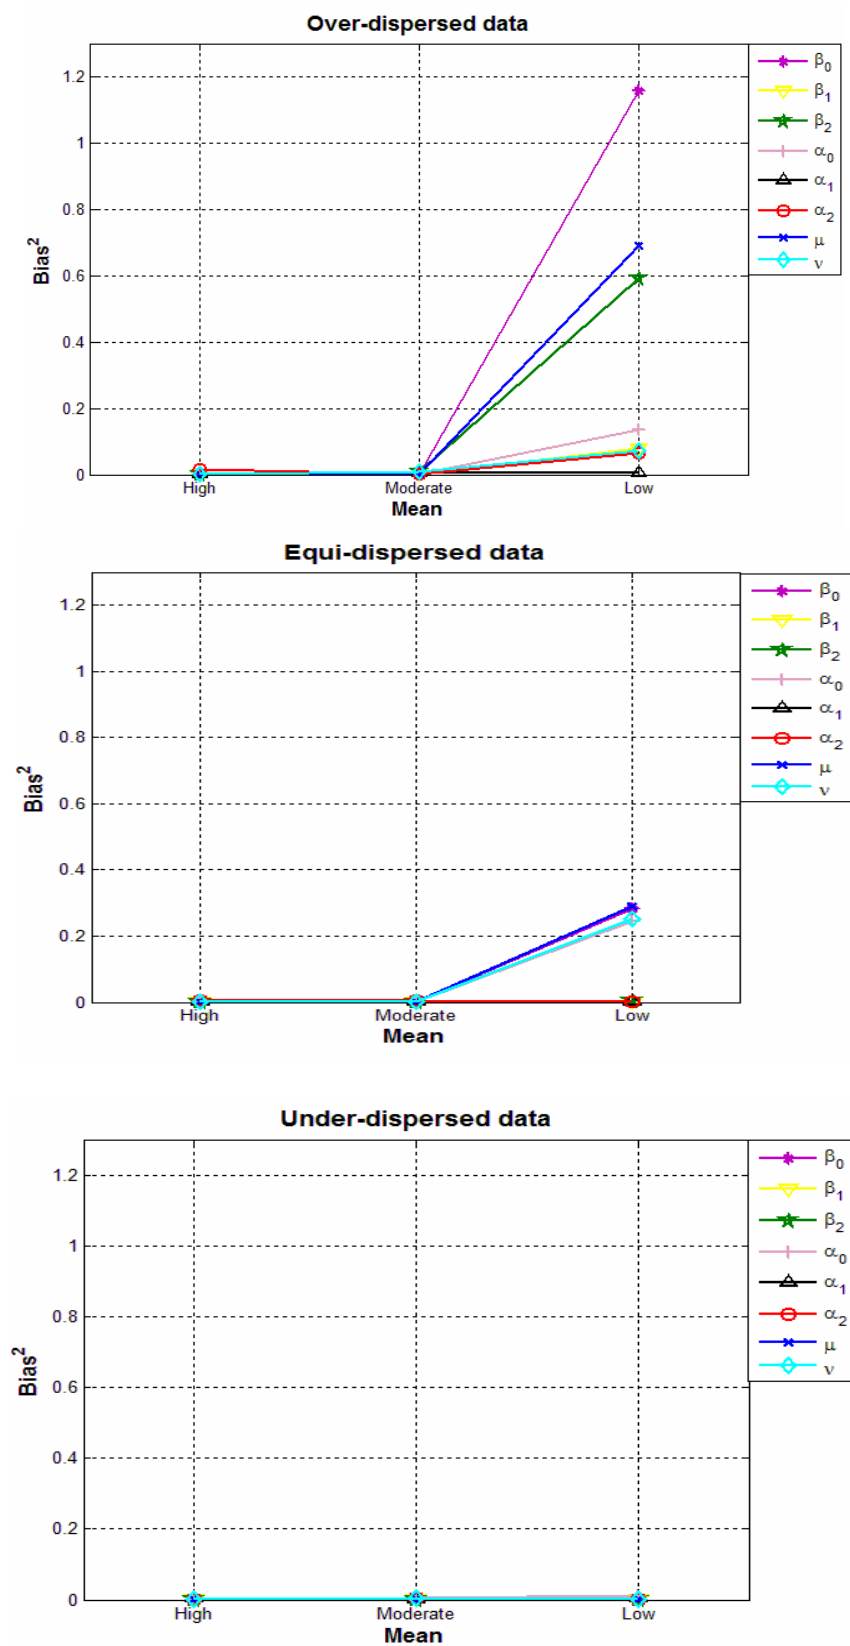 Over-dispersed data
1.2
1
0.8
0.6
0.4
0.2
0
Bias²
High Moderate Low
Mean
β₀
β₁
β₂
α₀
α₁
α₂
μ
ν
Equi-dispersed data
1.2
1
0.8
0.6
0.4
0.2
0
Bias²
High Moderate Low
Mean
β₀
β₁
β₂
α₀
α₁
α₂
μ
ν
Under-dispersed data
1.2
1
0.8
0.6
0.4
0.2
0
Bias²
High Moderate Low
Mean
β₀
β₁
β₂
α₀
α₁
α₂
μ
ν